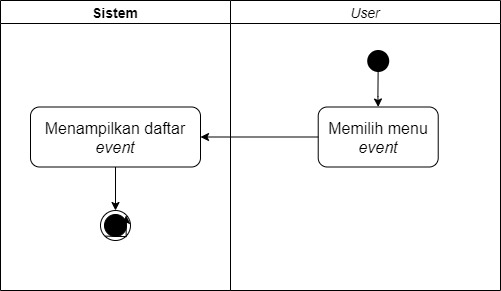 Sistem
User
Menampilkan daftar
event
Memilih menu
event